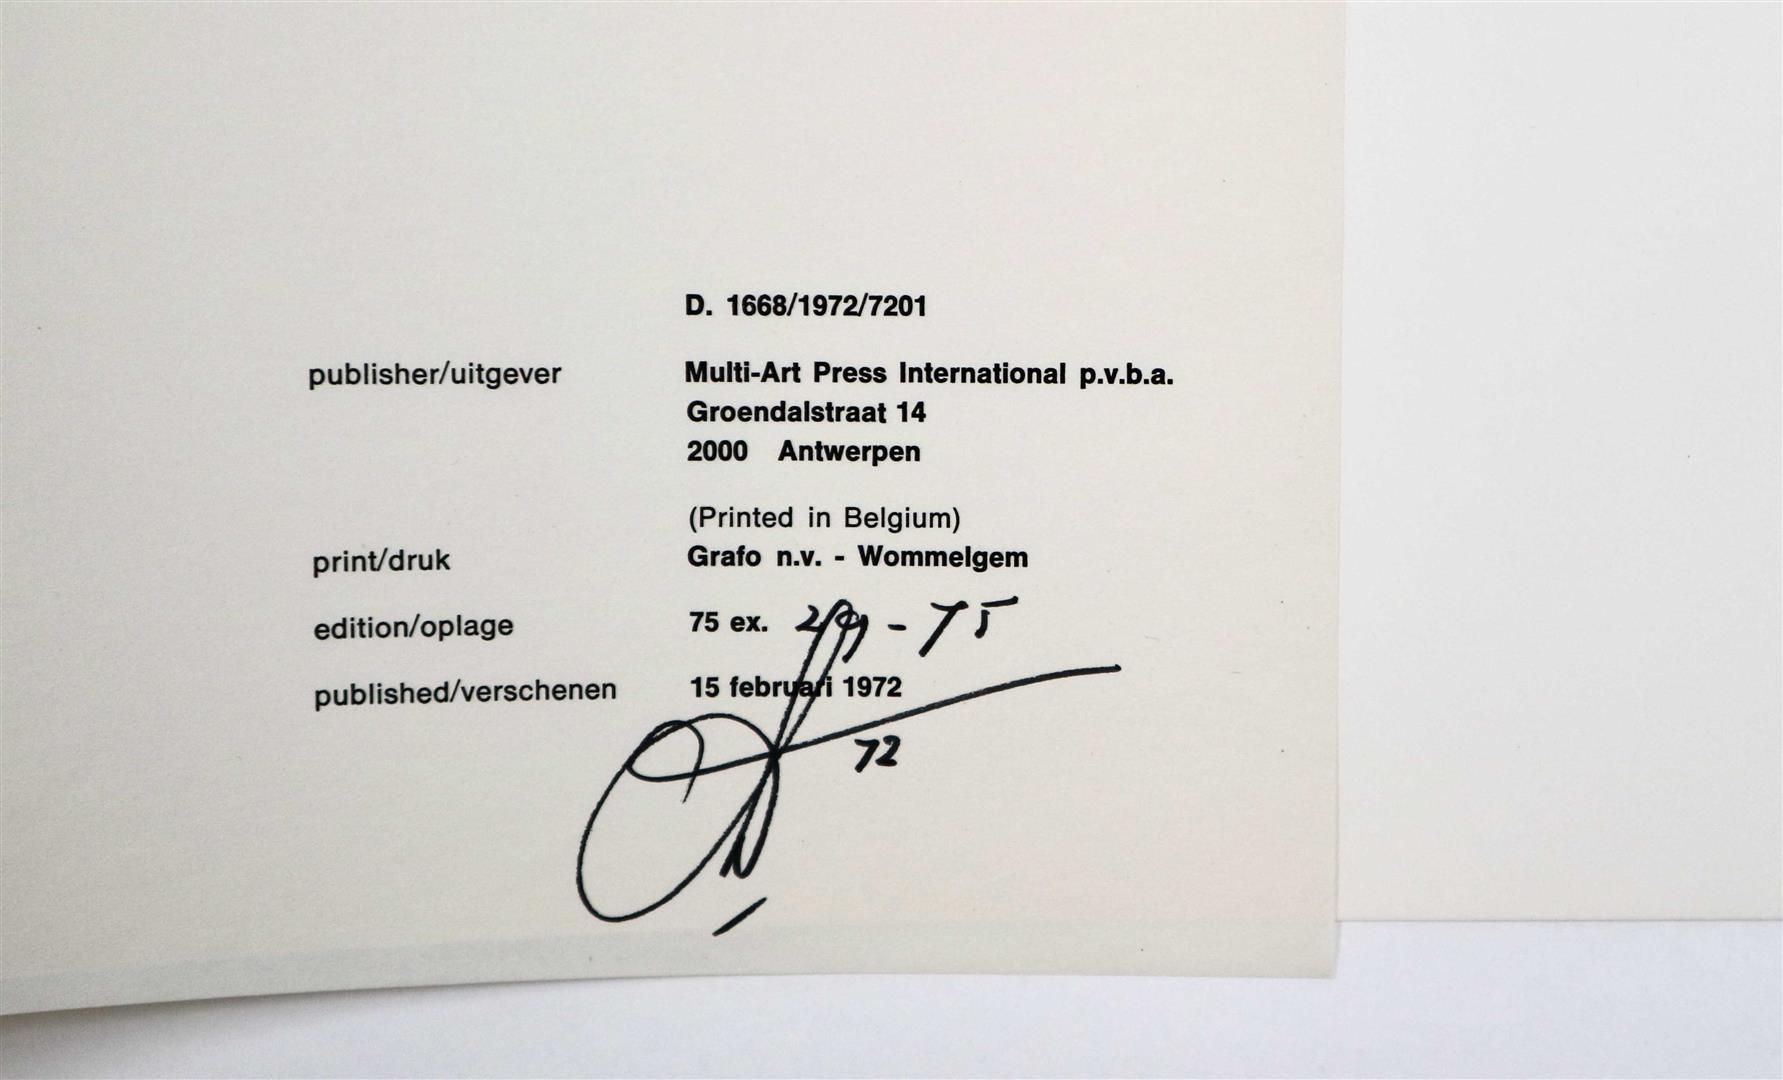 D. 1668/1972/7201
publisher/uitgever Multi-Art Press International p.v.b.a.
Groendalstraat 14
2000 Antwerpen
(Printed in Belgium)
print/druk Grafo n.v. - Wommelgem
edition/oplage 75 ex. - 75
published/verschenen 15 februari 1972
72